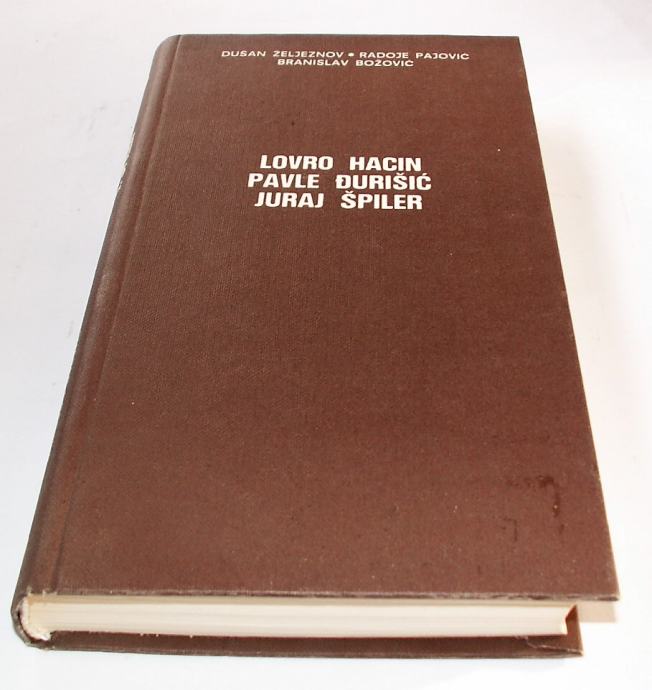 DUŠAN ŽELJEZNOV • RADOJE PAJOVIĆ
BRANISLAV BOŽOVIĆ
LOVRO HACIN
PAVLE ĐURIŠIĆ
JURAJ ŠPILER